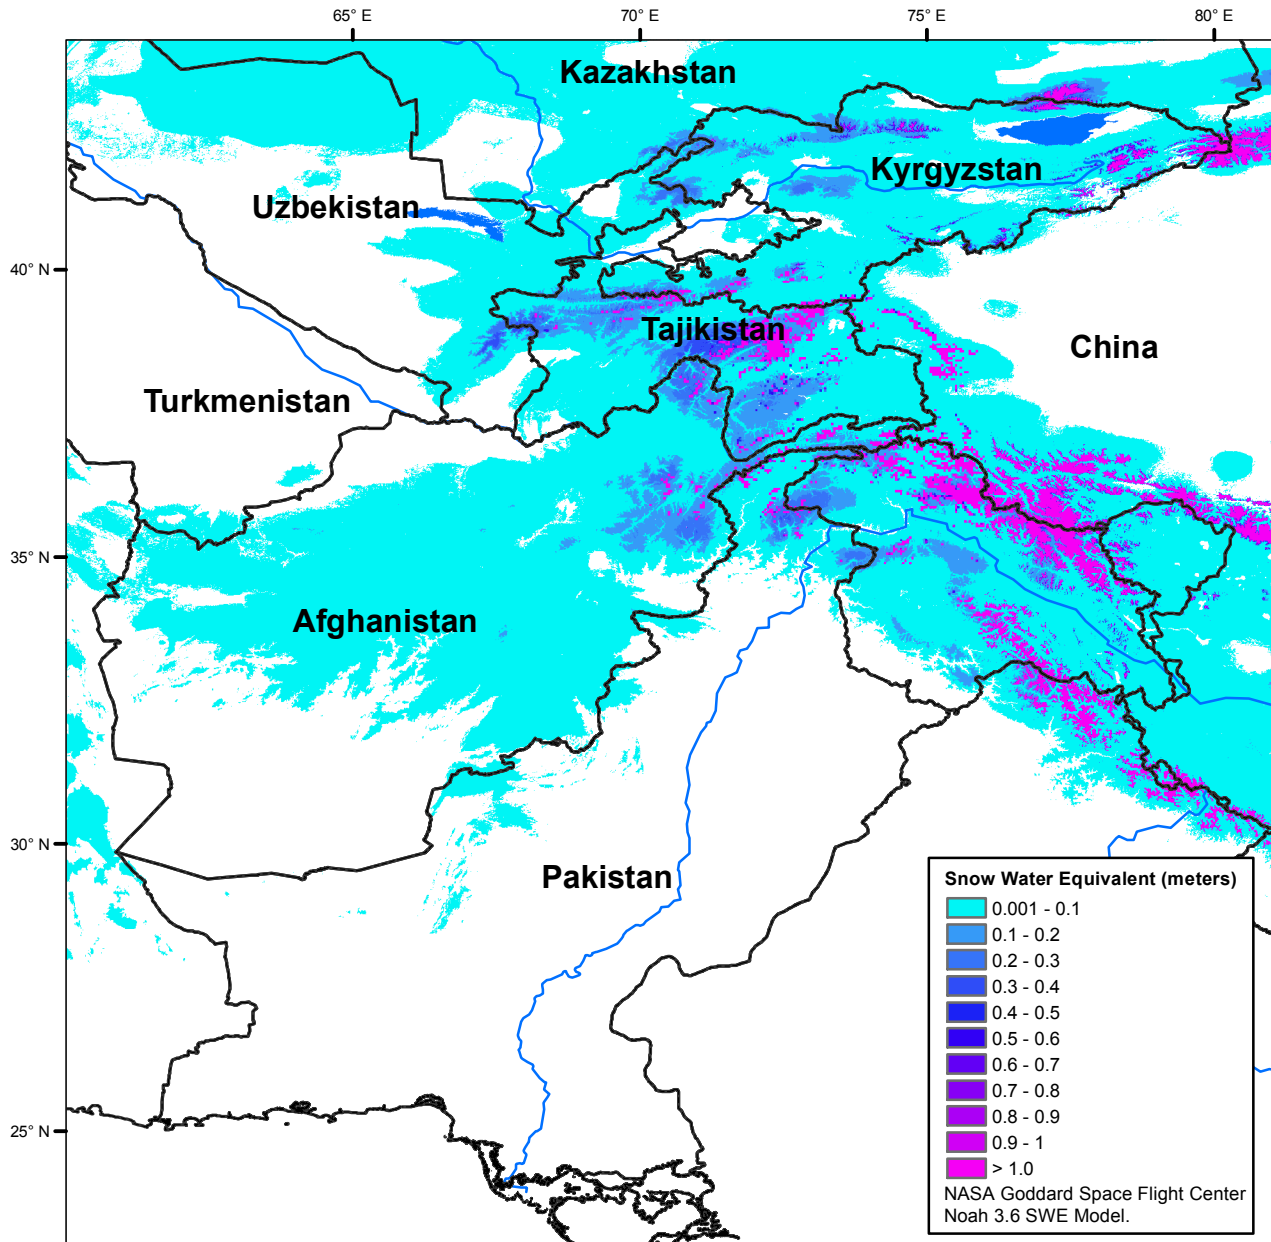 65° E
70° E
75° E
80° E
Kazakhstan
Kyrgyzstan
Uzbekistan
40° N
Tajikistan
China
Turkmenistan
35° N
Afghanistan
30° N
Pakistan
25° N
Snow Water Equivalent (meters)
0.001 - 0.1
0.1 - 0.2
0.2 - 0.3
0.3 - 0.4
0.4 - 0.5
0.5 - 0.6
0.6 - 0.7
0.7 - 0.8
0.8 - 0.9
0.9 - 1
> 1.0
NASA Goddard Space Flight Center
Noah 3.6 SWE Model.